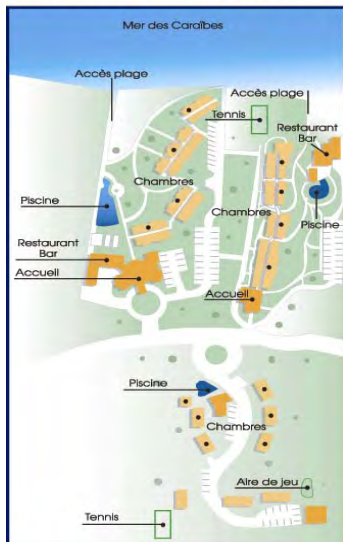 Mer des Caraïbes
Accès plage
Accès plage
Tennis
Restaurant
Bar
Chambres
Chambres
Piscine
Piscine
Restaurant
Bar
Accueil
Accueil
Piscine
Chambres
Aire de jeu
Tennis